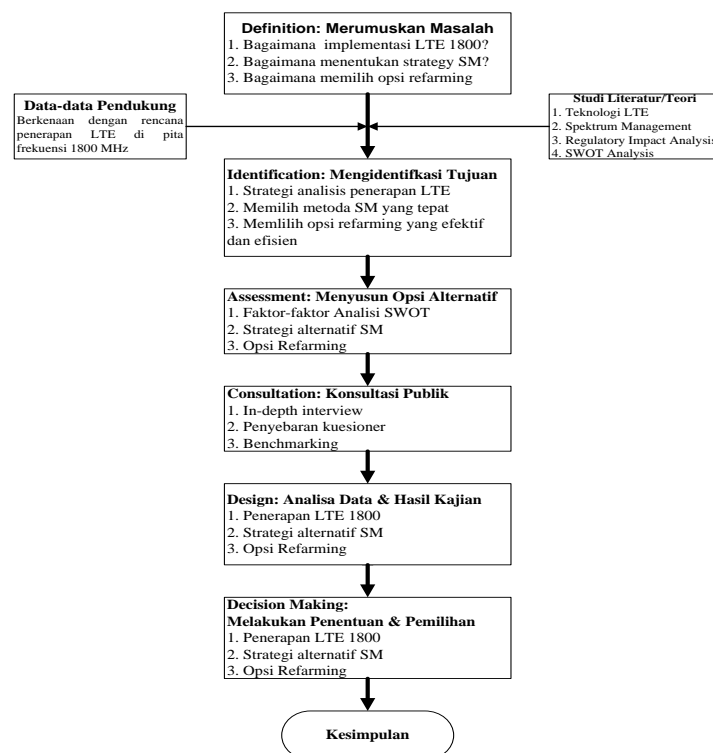 Definition: Merumuskan Masalah
1. Bagaimana implementasi LTE 1800?
2. Bagaimana menentukan strategy SM?
3. Bagaimana memilih opsi refarming
Data-data Pendukung
Berkenaan dengan rencana
penerapan LTE di pita
frekuensi 1800 MHz
Studi Literatur/Teori
1. Teknologi LTE
2. Spektrum Management
3. Regulatory Impact Analysis
4. SWOT Analysis
Identification: Mengidentifkasi Tujuan
1. Strategi analisis penerapan LTE
2. Memilih metoda SM yang tepat
3. Memlilih opsi refarming yang efektif
dan efisien
Assessment: Menyusun Opsi Alternatif
1. Faktor-faktor Analisi SWOT
2. Strategi alternatif SM
3. Opsi Refarming
Consultation: Konsultasi Publik
1. In-depth interview
2. Penyebaran kuesioner
3. Benchmarking
Design: Analisa Data & Hasil Kajian
1. Penerapan LTE 1800
2. Strategi alternatif SM
3. Opsi Refarming
Decision Making:
Melakukan Penentuan & Pemilihan
1. Penerapan LTE 1800
2. Strategi alternatif SM
3. Opsi Refarming
Kesimpulan